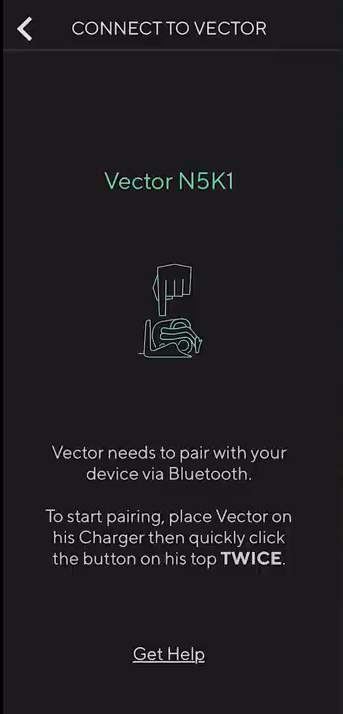 CONNECT TO VECTOR
Vector N5K1
Vector needs to pair with your
device via Bluetooth.
To start pairing, place Vector on
his Charger then quickly click
the button on his top TWICE.
Get Help